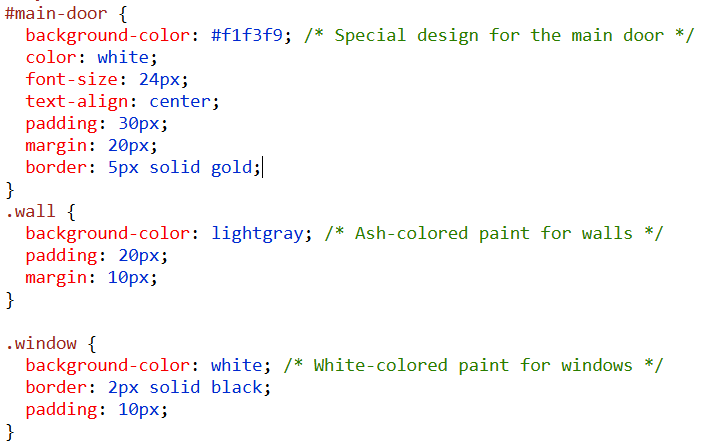 #main-door {
  background-color: #f1f3f9; /* Special design for the main door */
  color: white;
  font-size: 24px;
  text-align: center;
  padding: 30px;
  margin: 20px;
  border: 5px solid gold;
}
.wall {
  background-color: lightgray; /* Ash-colored paint for walls */
  padding: 20px;
  margin: 10px;
}

.window {
  background-color: white; /* White-colored paint for windows */
  border: 2px solid black;
  padding: 10px;
}